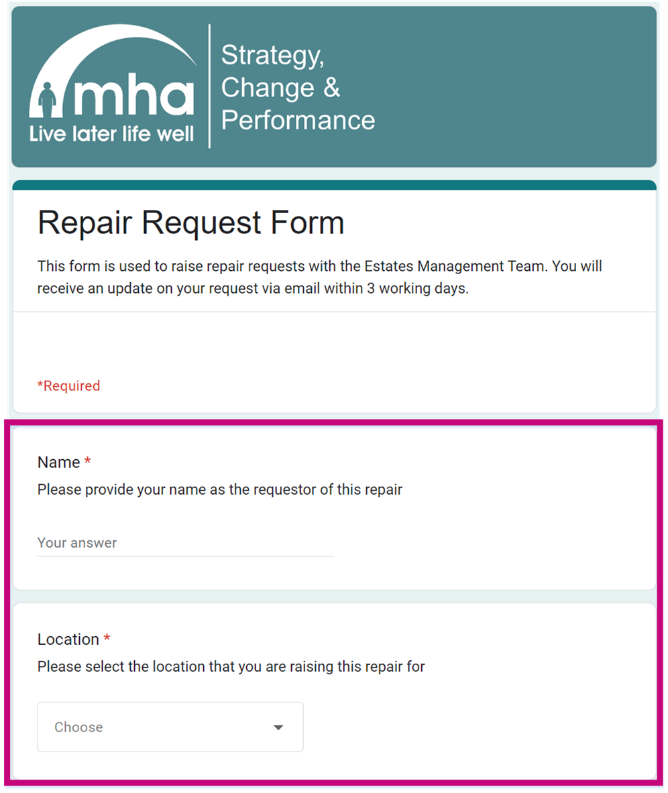 mha
Live later life well
Strategy,
Change &
Performance
Repair Request Form
This form is used to raise repair requests with the Estates Management Team. You will
receive an update on your request via email within 3 working days.
*Required
Name *
Please provide your name as the requestor of this repair
Your answer
Location *
Please select the location that you are raising this repair for
Choose